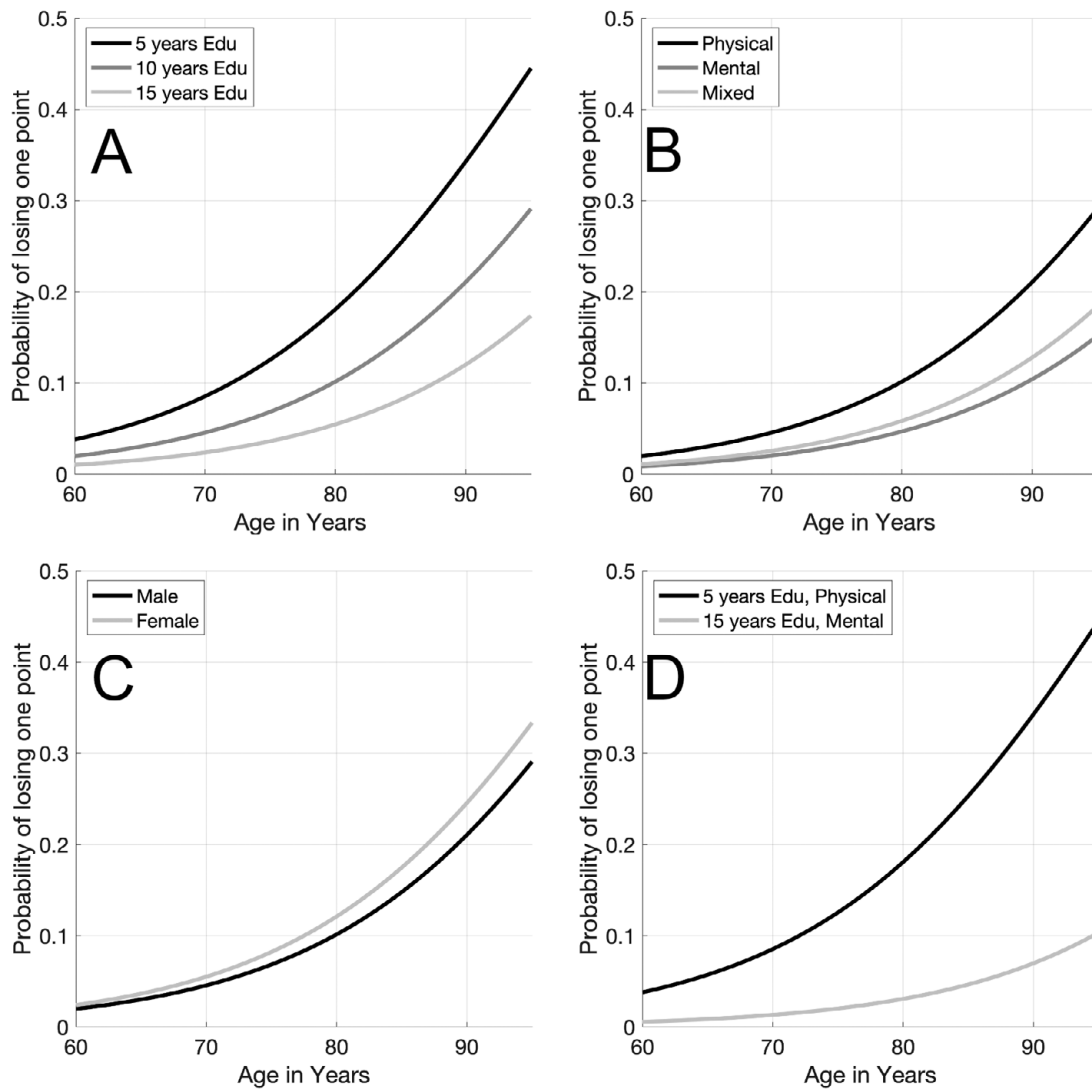 0.5
5 years Edu
10 years Edu
15 years Edu
0.4
A
0.3
0.2
0.1
0
60 70 80 90
Age in Years
Probability of losing one point
0.5
Physical
Mental
Mixed
0.4
B
0.3
0.2
0.1
0
60 70 80 90
Age in Years
Probability of losing one point
0.5
Male
Female
0.4
C
0.3
0.2
0.1
0
60 70 80 90
Age in Years
Probability of losing one point
0.5
5 years Edu, Physical
15 years Edu, Mental
0.4
D
0.3
0.2
0.1
0
60 70 80 90
Age in Years
Probability of losing one point